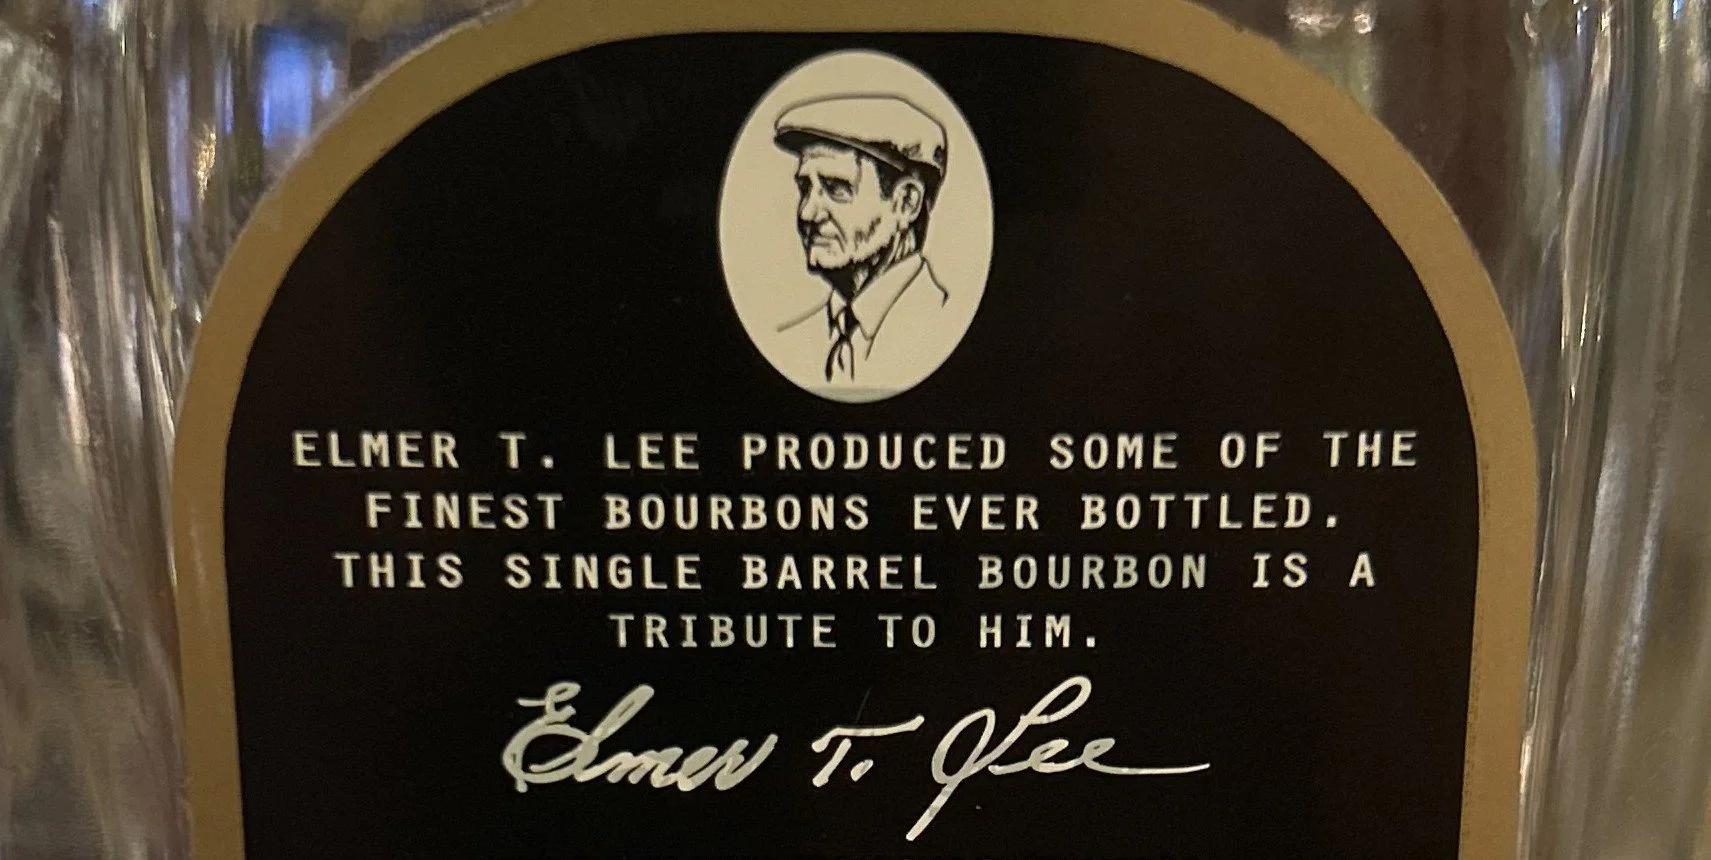 ELMER T. LEE PRODUCED SOME OF THE
FINEST BOURBONS EVER BOTTLED.
THIS SINGLE BARREL BOURBON IS A
TRIBUTE TO HIM.
Elmer T. Lee